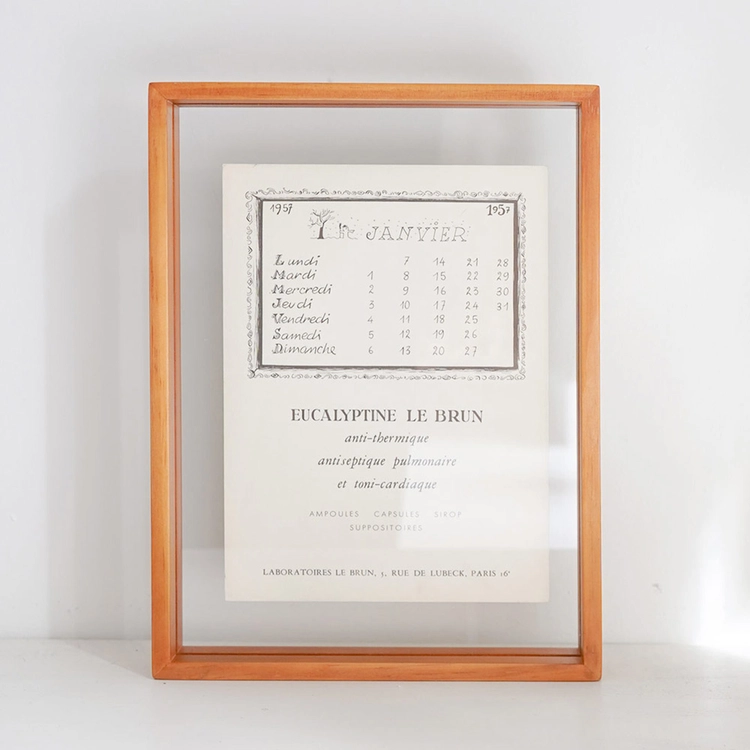 1957 1957
JANVIER
Lundi 7 14 21 28
Mardi 1 8 15 22 29
Mercredi 2 9 16 23 30
Jeudi 3 10 17 24 31
Vendredi 4 11 18 25
Samedi 5 12 19 26
Dimanche 6 13 20 27
EUCALYPTINE LE BRUN
anti-thermique
antiseptique pulmonaire
et toni-cardiaque
AMPOULES CAPSULES SIROP
SUPPOSITOIRES
LABORATOIRES LE BRUN, 5, RUE DE LUBECK, PARIS 16ᵉ